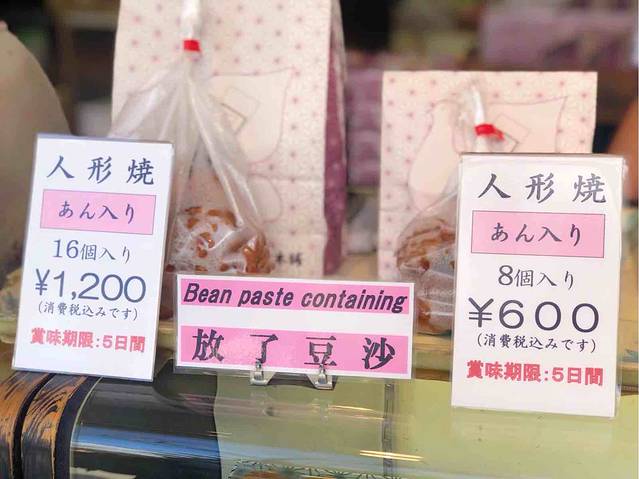 人形焼
あん入り
16個入り
¥1,200
(消費税込みです)
賞味期限:5日間
Bean paste containing
放了豆沙
人形焼
あん入り
8個入り
¥600
(消費税込みです)
賞味期限:5日間
本舗